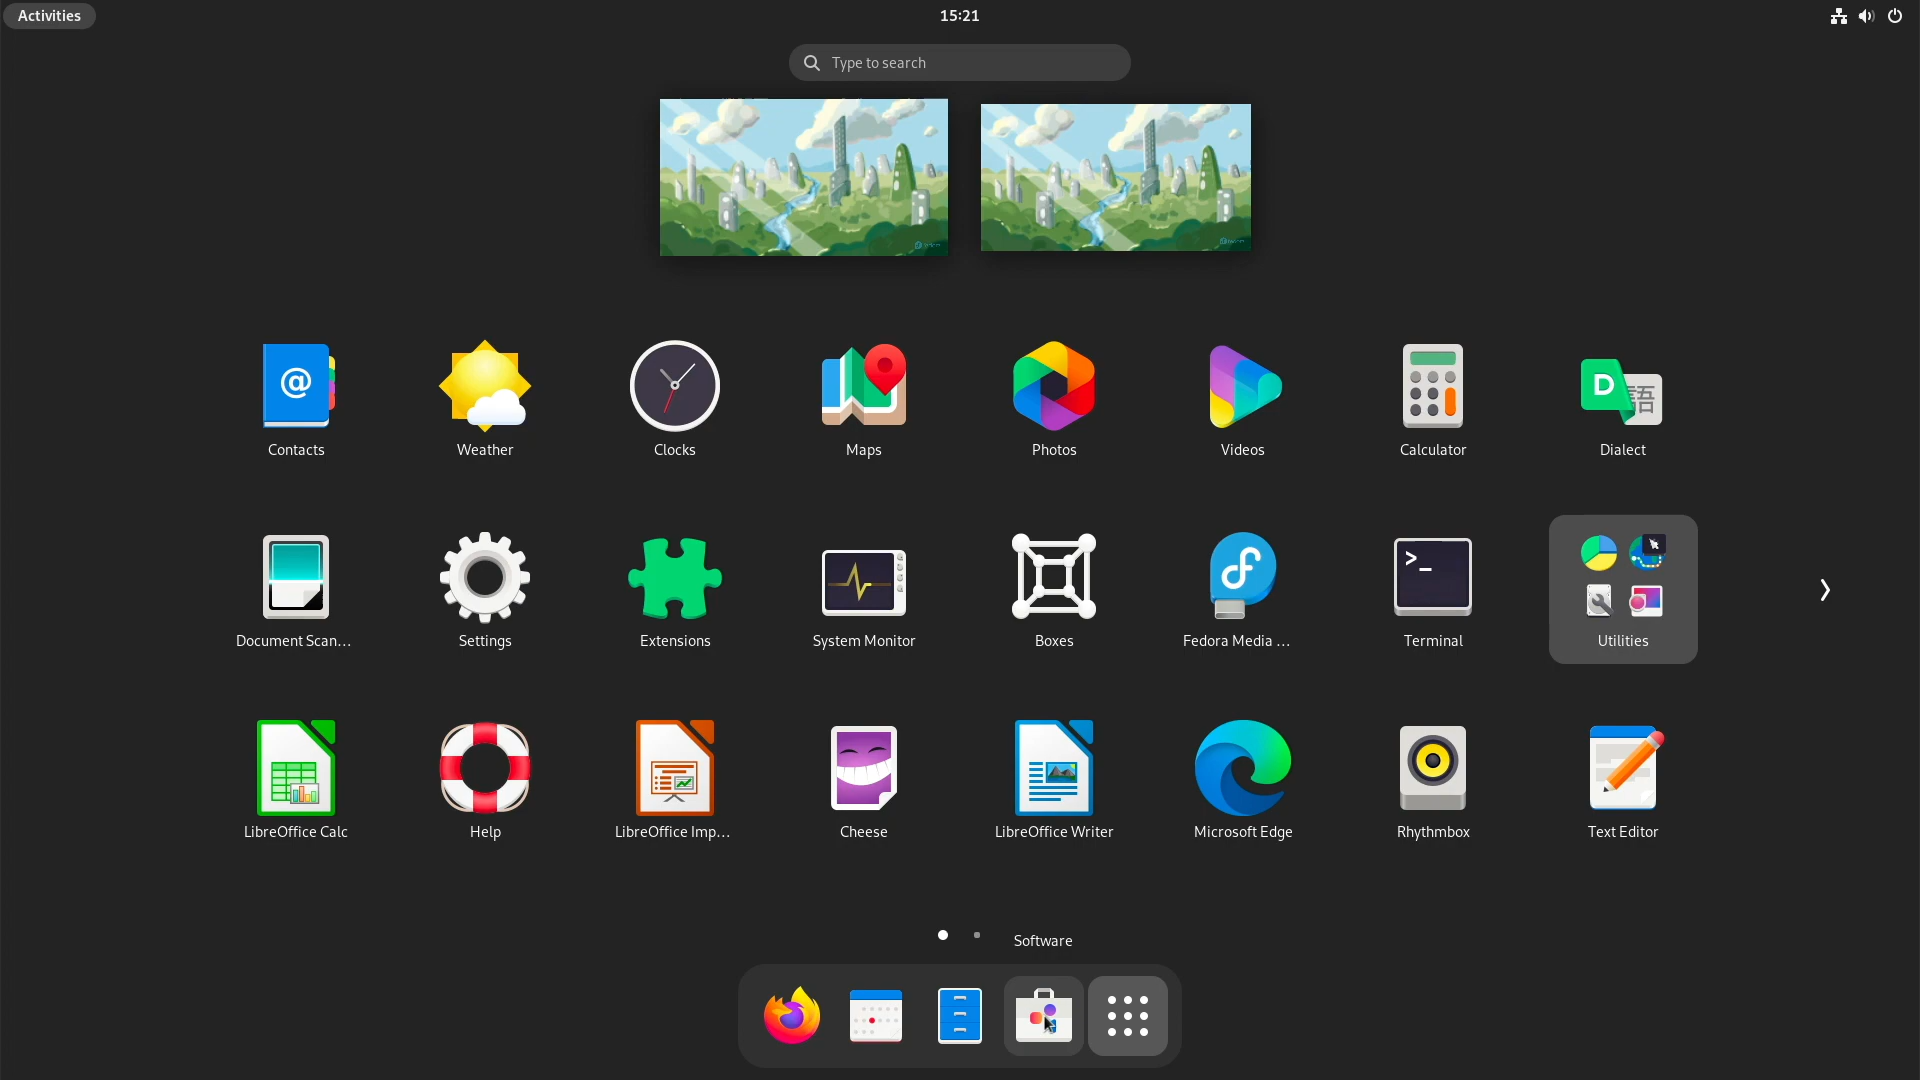 Activities
15:21
Type to search
Contacts
Weather
Clocks
Maps
Photos
Videos
Calculator
Dialect
Document Scan...
Settings
Extensions
System Monitor
Boxes
Fedora Media ...
Terminal
Utilities
LibreOffice Calc
Help
LibreOffice Imp...
Cheese
LibreOffice Writer
Microsoft Edge
Rhythmbox
Text Editor
Software